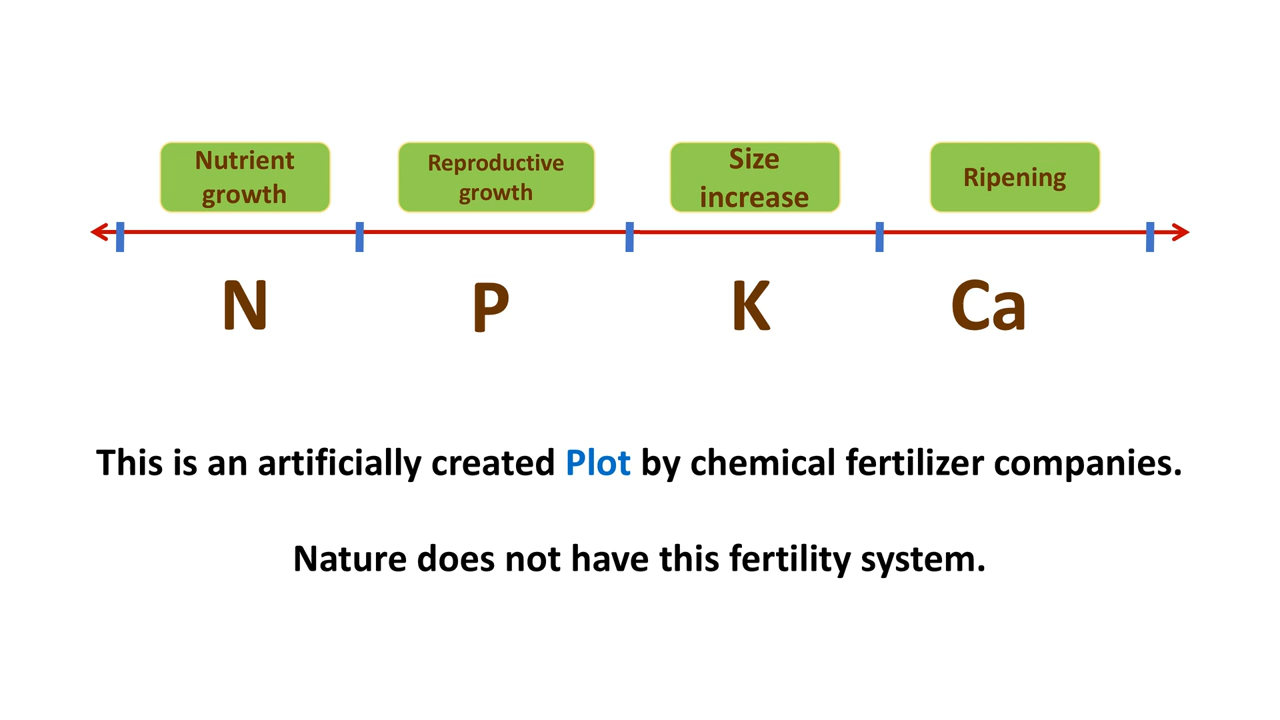 Nutrient
growth
Reproductive
growth
Size
increase
Ripening
N
P
K
Ca
This is an artificially created Plot by chemical fertilizer companies.
Nature does not have this fertility system.